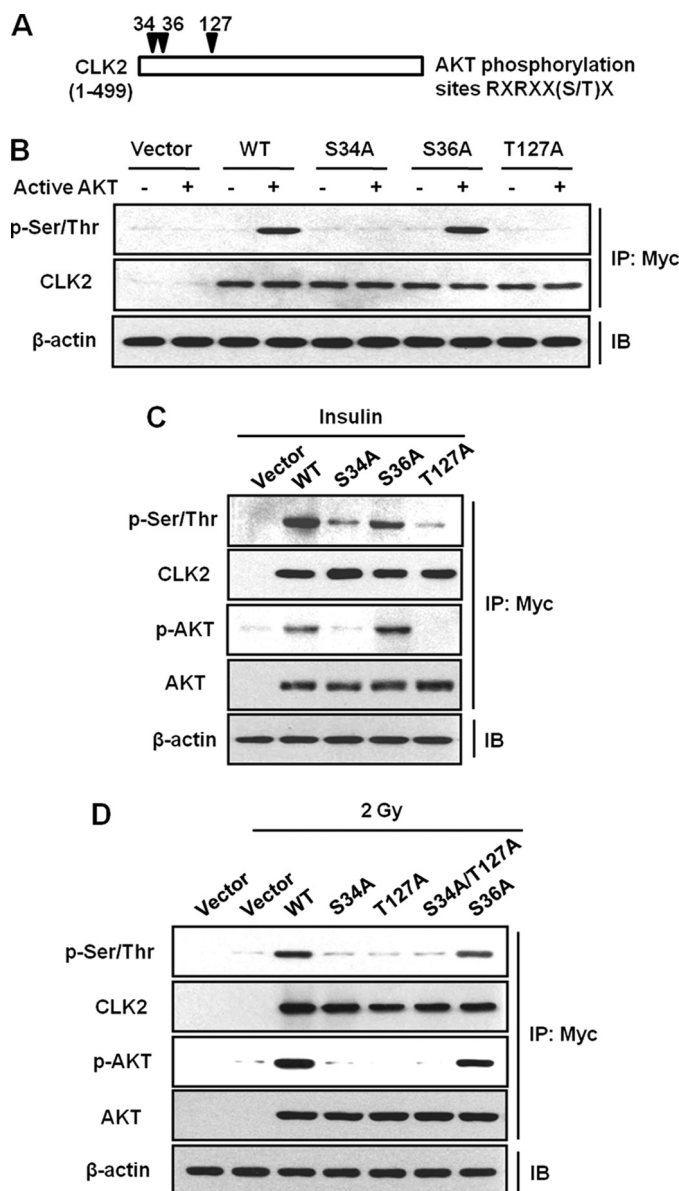 A
34 36 127
CLK2 AKT phosphorylation
(1-499) sites RXRXX(S/T)X
B
Vector WT S34A S36A T127A
Active AKT - + - + - + - + - +
p-Ser/Thr
CLK2
IP: Myc
β-actin IB
C
Insulin
Vector WT S34A S36A T127A
p-Ser/Thr
CLK2
IP: Myc
p-AKT
AKT
β-actin IB
D
2 Gy
Vector Vector WT S34A T127A S34A/T127A S36A
p-Ser/Thr
CLK2
IP: Myc
p-AKT
AKT
β-actin IB